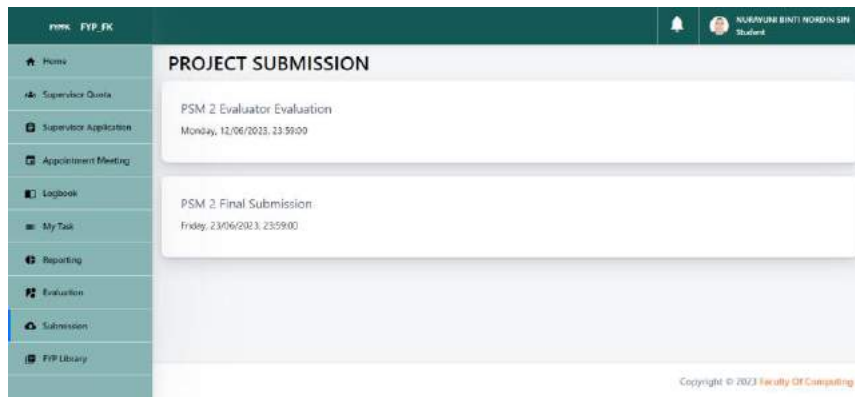 FYP_FK
NURAYUNI BINTI NORDIN SIN
Student
Home
Supervisor Quota
Supervisor Application
Appointment Meeting
Logbook
My Task
Reporting
Evaluation
Submission
FYP Library
PROJECT SUBMISSION
PSM 2 Evaluator Evaluation
Monday, 12/06/2023, 23:59:00
PSM 2 Final Submission
Friday, 23/06/2023, 23:59:00
Copyright © 2023 Faculty Of Computing